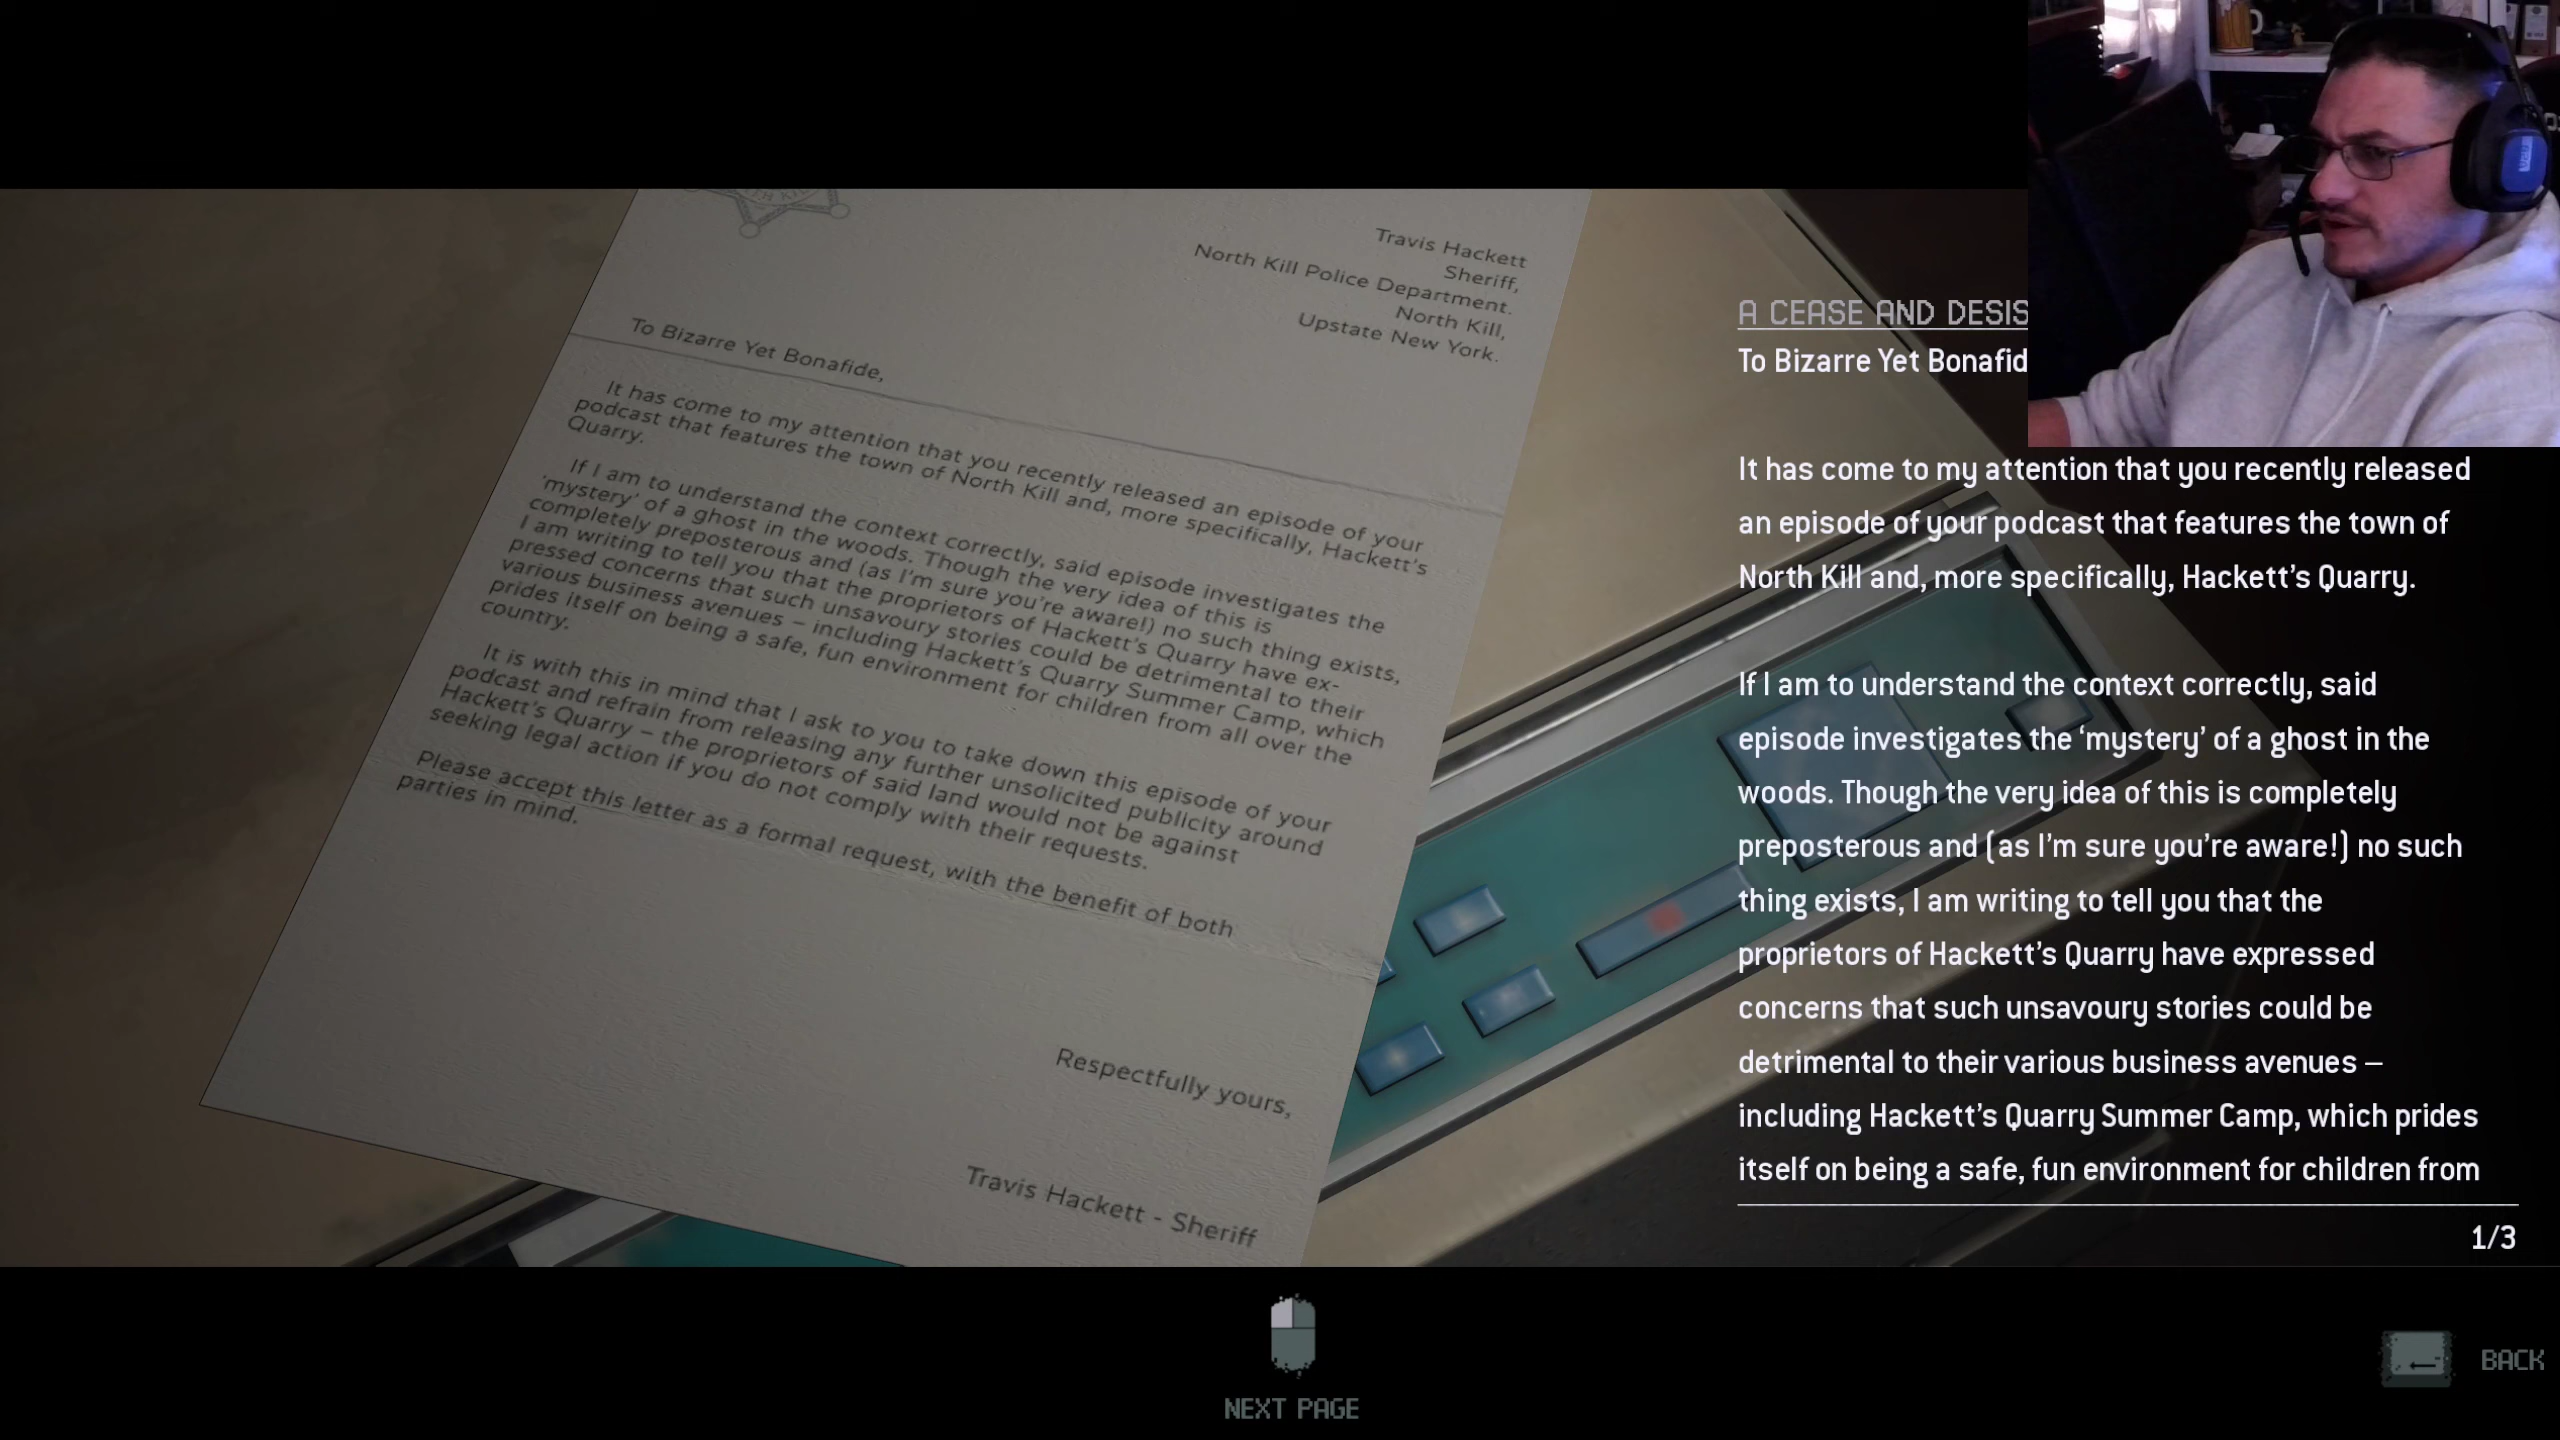 Travis Hackett
Sheriff,
North Kill Police Department.
North Kill,
Upstate New York.
To Bizarre Yet Bonafide,
It has come to my attention that you recently released an episode of your
podcast that features the town of North Kill and, more specifically, Hackett's
Quarry.
If I am to understand the context correctly, said episode investigates the
'mystery' of a ghost in the woods. Though the very idea of this is
completely preposterous and (as I'm sure you're aware!) no such thing exists,
I am writing to tell you that the proprietors of Hackett's Quarry have ex-
pressed concerns that such unsavoury stories could be detrimental to their
various business avenues – including Hackett's Quarry Summer Camp, which
prides itself on being a safe, fun environment for children from all over the
country.
It is with this in mind that I ask to you to take down this episode of your
podcast and refrain from releasing any further unsolicited publicity around
Hackett's Quarry – the proprietors of said land would not be against
seeking legal action if you do not comply with their requests.
Please accept this letter as a formal request, with the benefit of both
parties in mind.
Respectfully yours,
Travis Hackett - Sheriff
A CEASE AND DESIS
To Bizarre Yet Bonafid
It has come to my attention that you recently released
an episode of your podcast that features the town of
North Kill and, more specifically, Hackett's Quarry.
If I am to understand the context correctly, said
episode investigates the ‘mystery’ of a ghost in the
woods. Though the very idea of this is completely
preposterous and (as I'm sure you're aware!) no such
thing exists, I am writing to tell you that the
proprietors of Hackett's Quarry have expressed
concerns that such unsavoury stories could be
detrimental to their various business avenues –
including Hackett's Quarry Summer Camp, which prides
itself on being a safe, fun environment for children from
1/3
NEXT PAGE
BACK